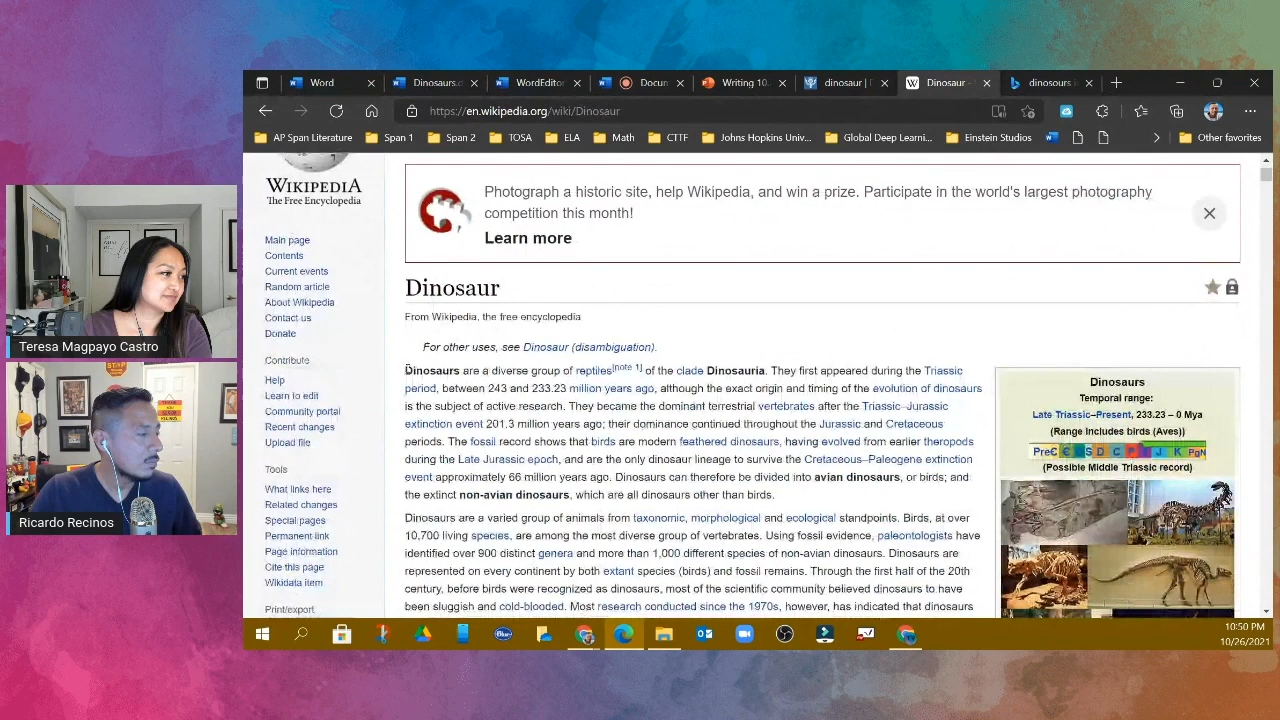 Word
Dinosaurs.c
WordEditor
Docum
Writing 10.
dinosaur |
Dinosaur -
dinosours i
https://en.wikipedia.org/wiki/Dinosaur
AP Span Literature
Span 1
Span 2
TOSA
ELA
Math
CTTF
Johns Hopkins Univ...
Global Deep Learni...
Einstein Studios
Other favorites
WIKIPEDIA
The Free Encyclopedia
Main page
Contents
Current events
Random article
About Wikipedia
Contact us
Donate
Contribute
Help
Learn to edit
Community portal
Recent changes
Upload file
Tools
What links here
Related changes
Special pages
Permanent link
Page information
Cite this page
Wikidata item
Print/export
Photograph a historic site, help Wikipedia, and win a prize. Participate in the world's largest photography
competition this month!
Learn more
Dinosaur
From Wikipedia, the free encyclopedia
For other uses, see Dinosaur (disambiguation).
Dinosaurs are a diverse group of reptiles[note 1] of the clade Dinosauria. They first appeared during the Triassic
period, between 243 and 233.23 million years ago, although the exact origin and timing of the evolution of dinosaurs
is the subject of active research. They became the dominant terrestrial vertebrates after the Triassic–Jurassic
extinction event 201.3 million years ago; their dominance continued throughout the Jurassic and Cretaceous
periods. The fossil record shows that birds are modern feathered dinosaurs, having evolved from earlier theropods
during the Late Jurassic epoch, and are the only dinosaur lineage to survive the Cretaceous–Paleogene extinction
event approximately 66 million years ago. Dinosaurs can therefore be divided into avian dinosaurs, or birds; and
the extinct non-avian dinosaurs, which are all dinosaurs other than birds.
Dinosaurs are a varied group of animals from taxonomic, morphological and ecological standpoints. Birds, at over
10,700 living species, are among the most diverse group of vertebrates. Using fossil evidence, paleontologists have
identified over 900 distinct genera and more than 1,000 different species of non-avian dinosaurs. Dinosaurs are
represented on every continent by both extant species (birds) and fossil remains. Through the first half of the 20th
century, before birds were recognized as dinosaurs, most of the scientific community believed dinosaurs to have
been sluggish and cold-blooded. Most research conducted since the 1970s, however, has indicated that dinosaurs
Dinosaurs
Temporal range:
Late Triassic–Present, 233.23 – 0 Mya
(Range includes birds (Aves))
PreЄ Є O S D C P T J K PgN
(Possible Middle Triassic record)
Teresa Magpayo Castro
Ricardo Recinos
10:50 PM
10/26/2021